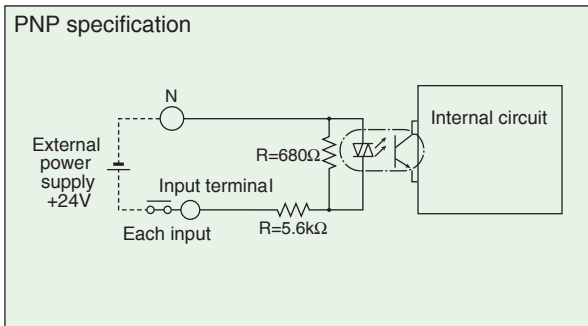 PNP specification
N
Internal circuit
External
power
supply
+24V
R=680Ω
Input terminal
Each input
R=5.6kΩ